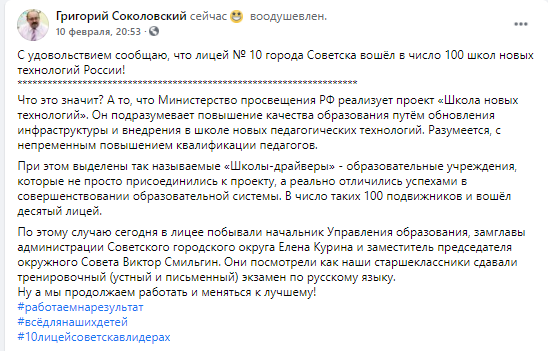 Григорий Соколовский сейчас 😀 воодушевлен.
10 февраля, 20:53 ·
С удовольствием сообщаю, что лицей № 10 города Советска вошёл в число 100 школ новых
технологий России!
********************************************************************
Что это значит? А то, что Министерство просвещения РФ реализует проект «Школа новых
технологий». Он подразумевает повышение качества образования путём обновления
инфраструктуры и внедрения в школе новых педагогических технологий. Разумеется, с
непременным повышением квалификации педагогов.
При этом выделены так называемые «Школы-драйверы» - образовательные учреждения,
которые не просто присоединились к проекту, а реально отличились успехами в
совершенствовании образовательной системы. В число таких 100 подвижников и вошёл
десятый лицей.
По этому случаю сегодня в лицее побывали начальник Управления образования, замглавы
администрации Советского городского округа Елена Курина и заместитель председателя
окружного Совета Виктор Смильгин. Они посмотрели как наши старшеклассники сдавали
тренировочный (устный и письменный) экзамен по русскому языку.
Ну а мы продолжаем работать и меняться к лучшему!
#работаемнарезультат
#всёдлянашихдетей
#10лицейсоветсквлидерах